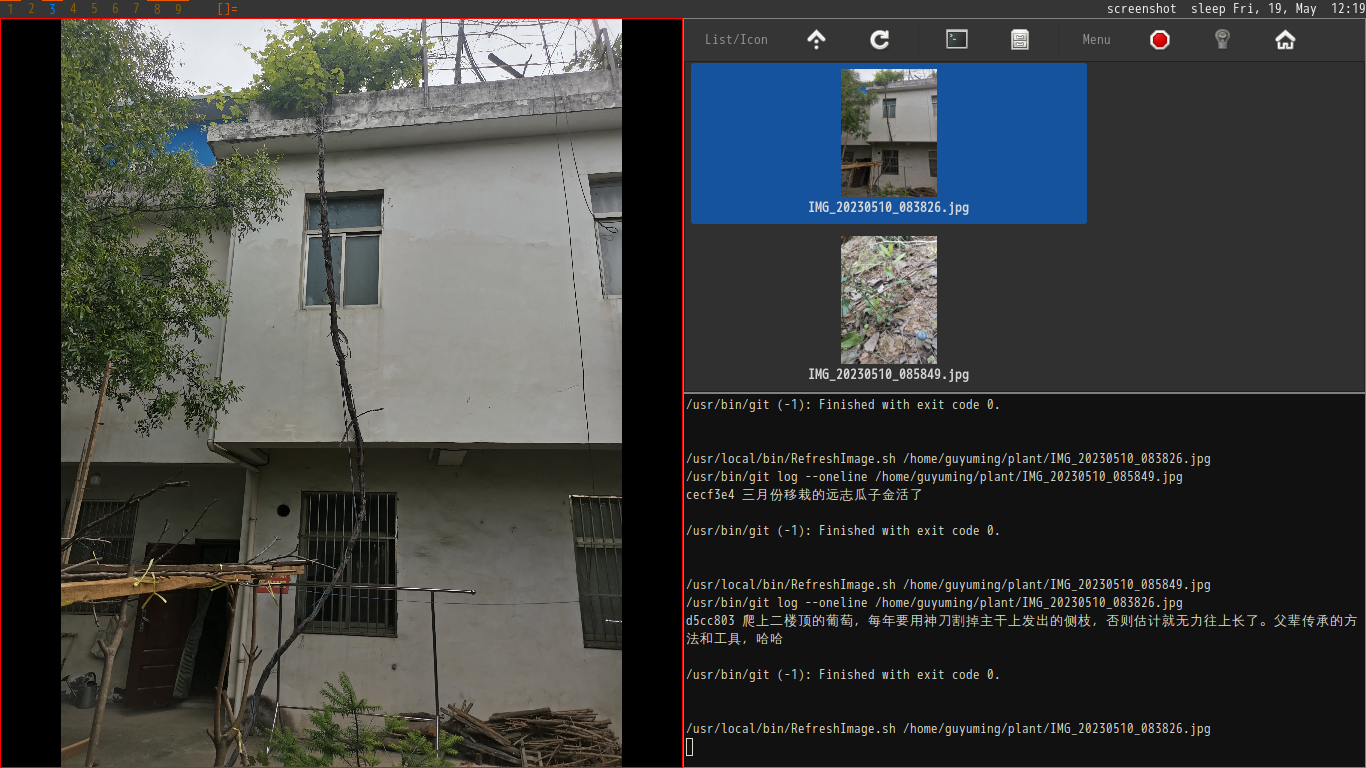 1 2 3 4 5 6 7 8 9 []= screenshot sleep Fri, 19, May 12:19
List/Icon Menu
IMG_20230510_083826.jpg
IMG_20230510_085849.jpg
/usr/bin/git (-1): Finished with exit code 0.
/usr/local/bin/RefreshImage.sh /home/guyuming/plant/IMG_20230510_083826.jpg
/usr/bin/git log --oneline /home/guyuming/plant/IMG_20230510_085849.jpg
cecf3e4 三月份移栽的远志瓜子金活了
/usr/bin/git (-1): Finished with exit code 0.
/usr/local/bin/RefreshImage.sh /home/guyuming/plant/IMG_20230510_085849.jpg
/usr/bin/git log --oneline /home/guyuming/plant/IMG_20230510_083826.jpg
d5cc803 爬上二楼顶的葡萄，每年要用神刀割掉主干上发出的侧枝，否则估计就无力往上长了。父辈传承的方
法和工具，哈哈
/usr/bin/git (-1): Finished with exit code 0.
/usr/local/bin/RefreshImage.sh /home/guyuming/plant/IMG_20230510_083826.jpg